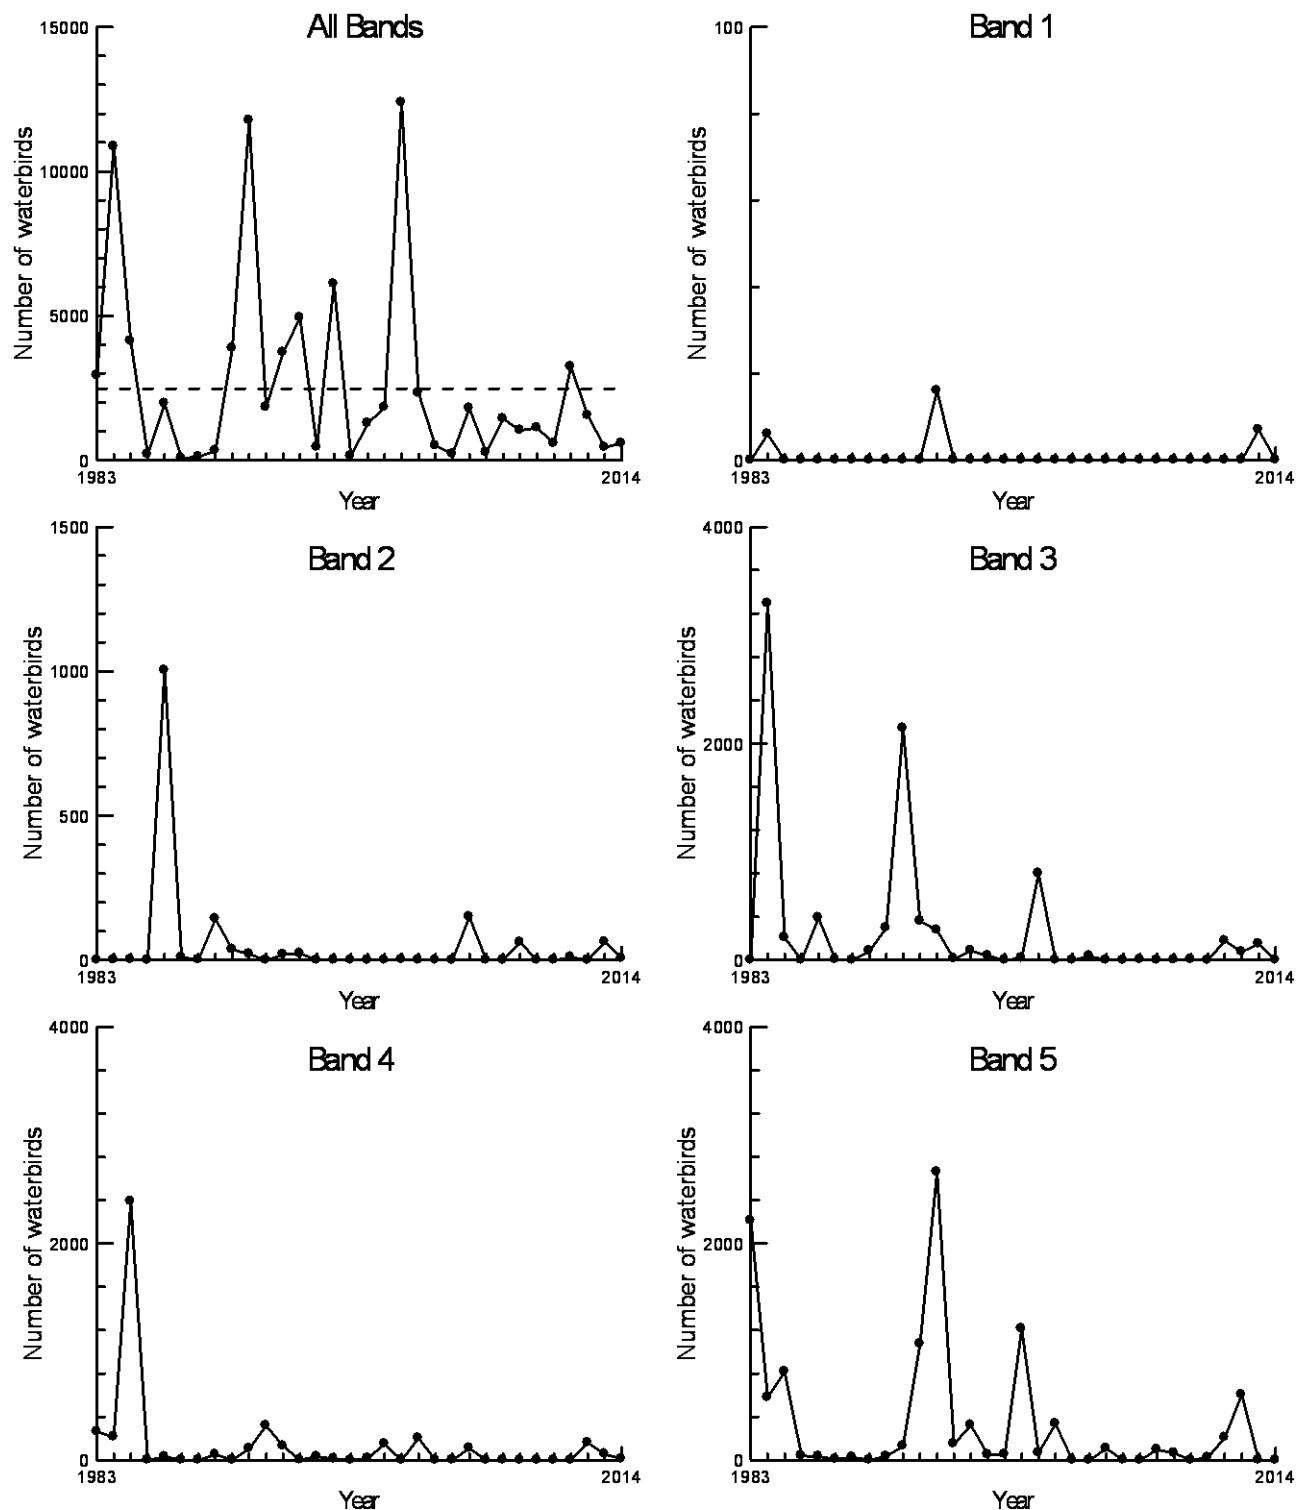 All Bands
15000
10000
5000
0
Number of waterbirds
1983
2014
Year
Band 1
100
0
Number of waterbirds
1983
2014
Year
Band 2
1500
1000
500
0
Number of waterbirds
1983
2014
Year
Band 3
4000
2000
0
Number of waterbirds
1983
2014
Year
Band 4
4000
2000
0
Number of waterbirds
1983
2014
Year
Band 5
4000
2000
0
Number of waterbirds
1983
2014
Year